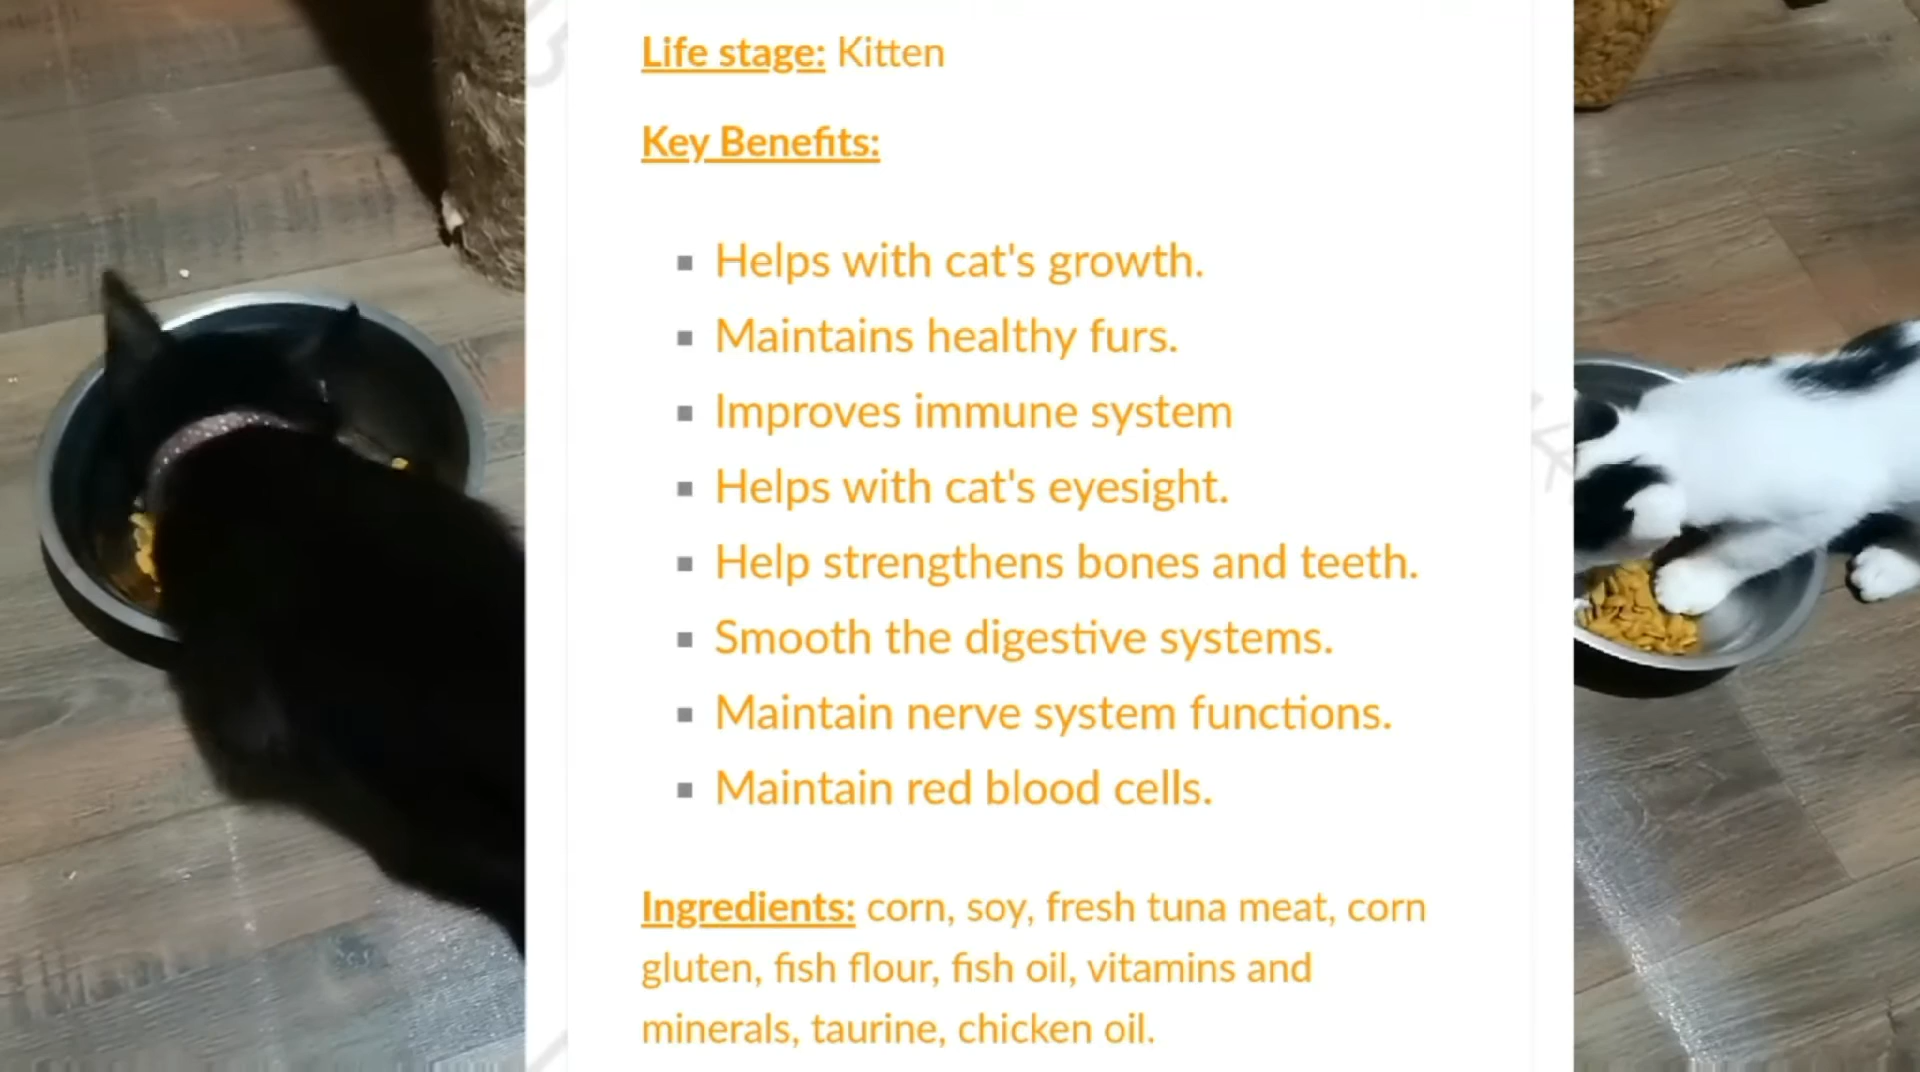 Life stage: Kitten
Key Benefits:
Helps with cat's growth.
Maintains healthy furs.
Improves immune system
Helps with cat's eyesight.
Help strengthens bones and teeth.
Smooth the digestive systems.
Maintain nerve system functions.
Maintain red blood cells.
Ingredients: corn, soy, fresh tuna meat, corn
gluten, fish flour, fish oil, vitamins and
minerals, taurine, chicken oil.